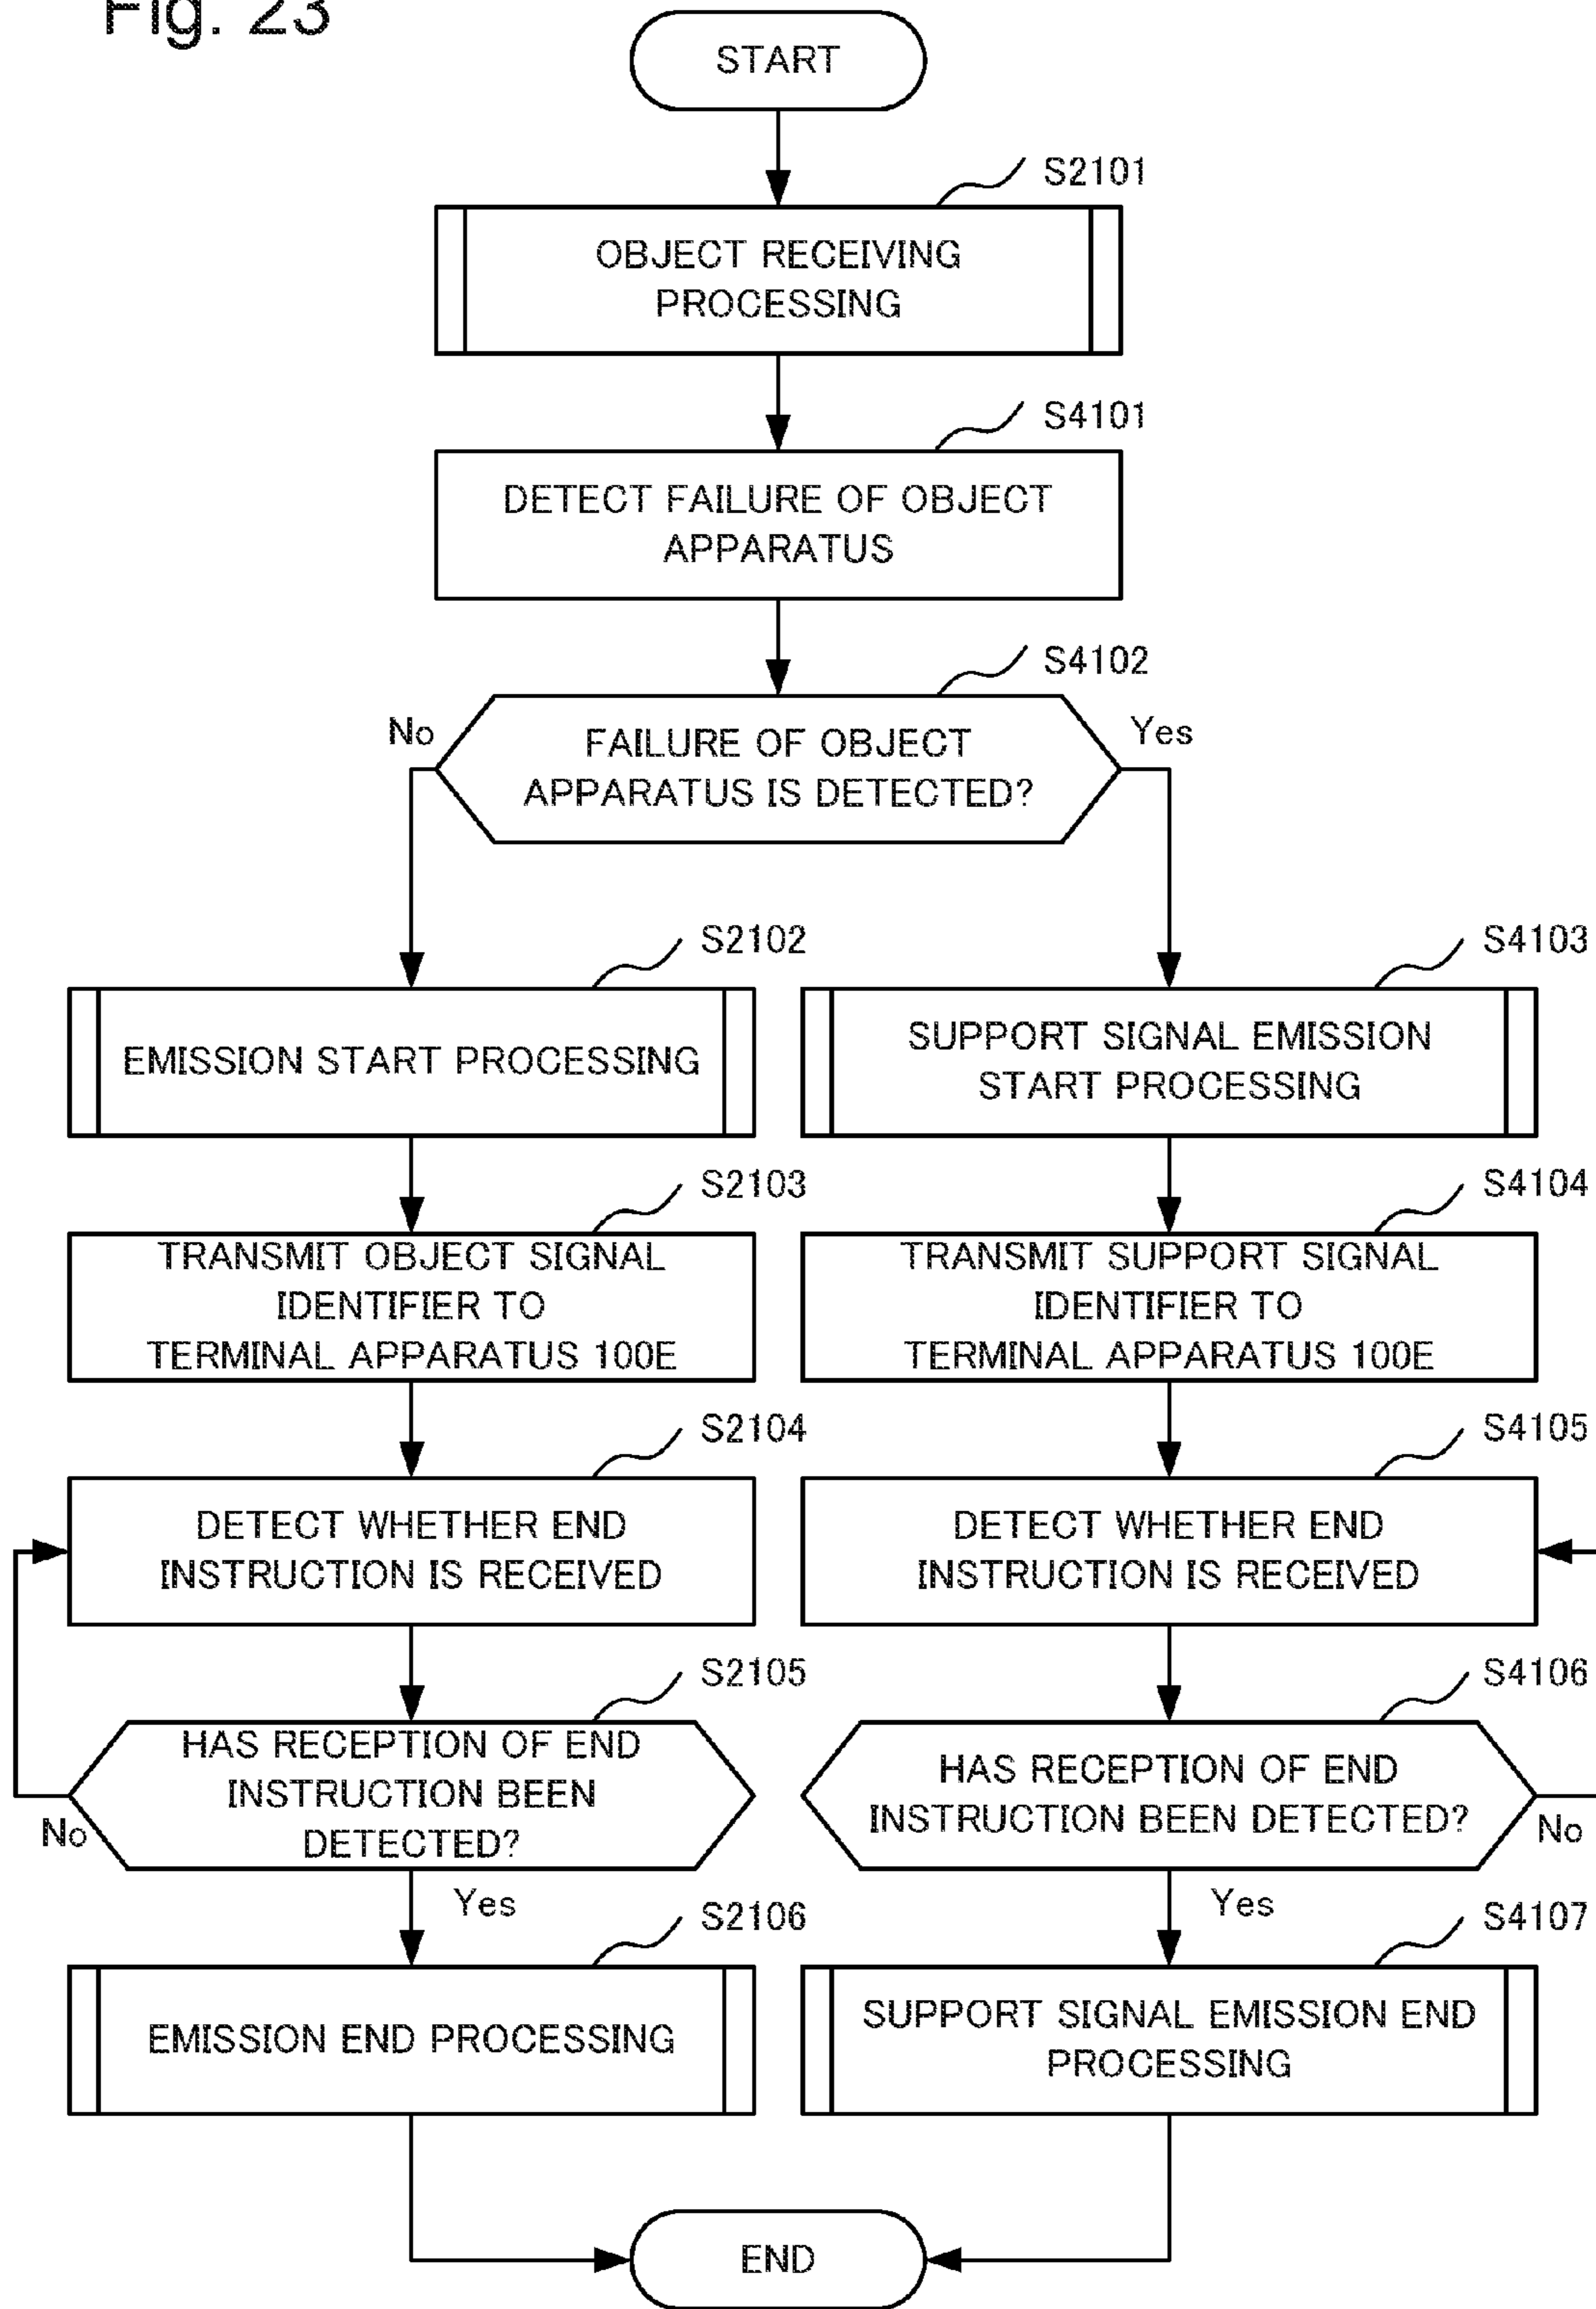 Fig. 23
START
S2101
OBJECT RECEIVING
PROCESSING
S4101
DETECT FAILURE OF OBJECT
APPARATUS
S4102
No
FAILURE OF OBJECT
APPARATUS IS DETECTED?
Yes
S2102
EMISSION START PROCESSING
S4103
SUPPORT SIGNAL EMISSION
START PROCESSING
S2103
TRANSMIT OBJECT SIGNAL
IDENTIFIER TO
TERMINAL APPARATUS 100E
S4104
TRANSMIT SUPPORT SIGNAL
IDENTIFIER TO
TERMINAL APPARATUS 100E
S2104
DETECT WHETHER END
INSTRUCTION IS RECEIVED
S4105
DETECT WHETHER END
INSTRUCTION IS RECEIVED
S2105
HAS RECEPTION OF END
INSTRUCTION BEEN
DETECTED?
No
Yes
S4106
HAS RECEPTION OF END
INSTRUCTION BEEN DETECTED?
No
Yes
S2106
EMISSION END PROCESSING
S4107
SUPPORT SIGNAL EMISSION END
PROCESSING
END